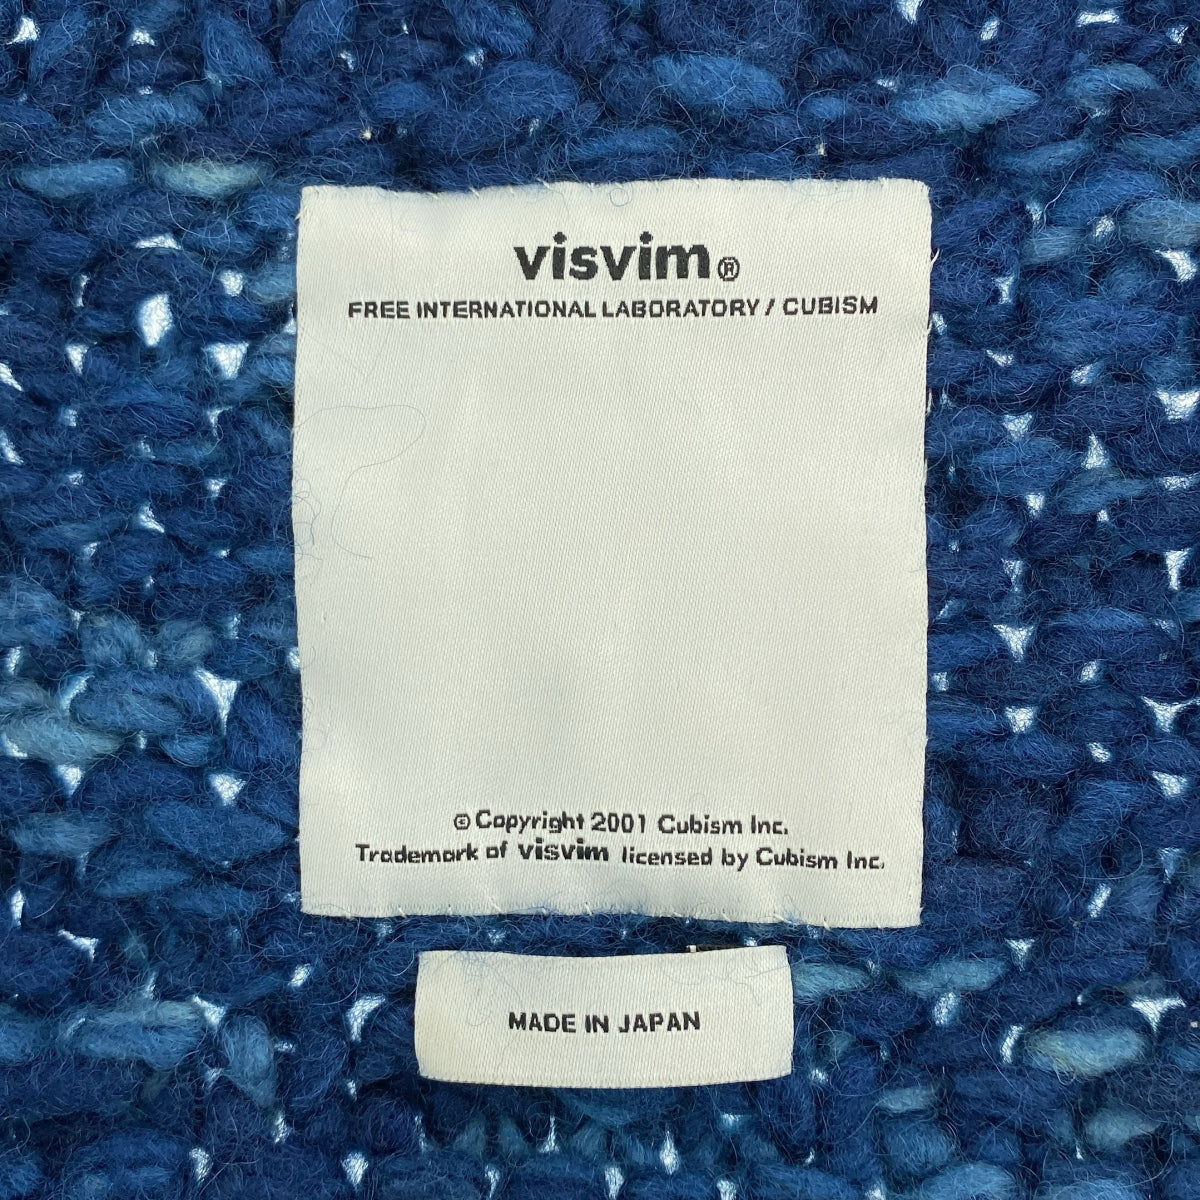 visvim®
FREE INTERNATIONAL LABORATORY / CUBISM
© Copyright 2001 Cubism Inc.
Trademark of visvim licensed by Cubism Inc.
MADE IN JAPAN